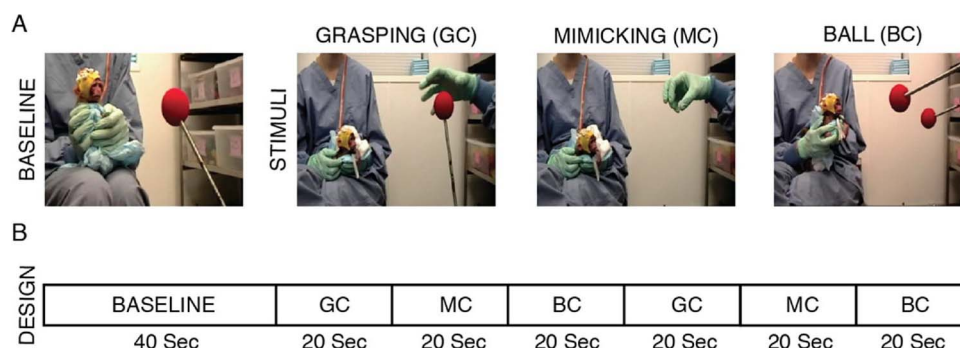 A
GRASPING (GC)
MIMICKING (MC)
BALL (BC)
BASELINE
STIMULI
B
DESIGN
BASELINE GC MC BC GC MC BC
40 Sec 20 Sec 20 Sec 20 Sec 20 Sec 20 Sec 20 Sec